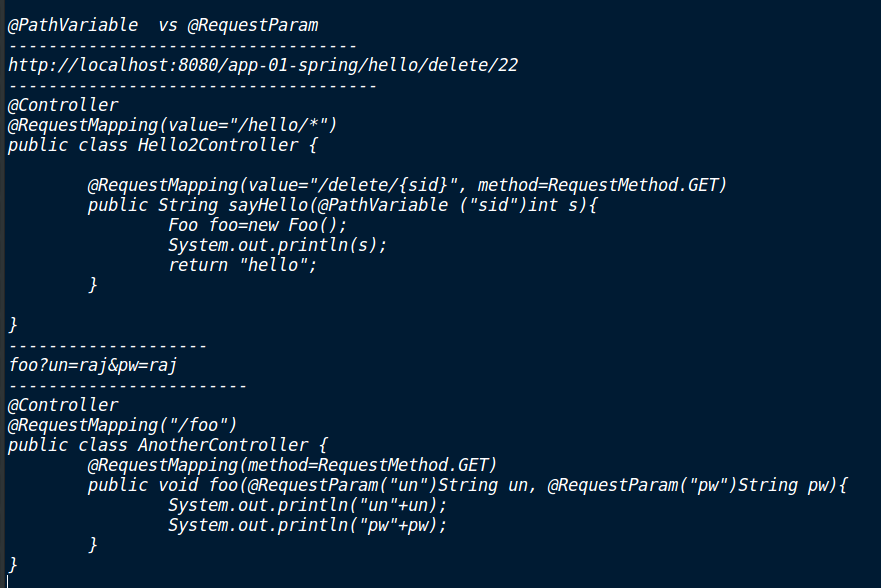 @PathVariable  vs @RequestParam
-----------------------------------
http://localhost:8080/app-01-spring/hello/delete/22
-------------------------------------
@Controller
@RequestMapping(value="/hello/*")
public class Hello2Controller {
        @RequestMapping(value="/delete/{sid}", method=RequestMethod.GET)
        public String sayHello(@PathVariable ("sid")int s){
                Foo foo=new Foo();
                System.out.println(s);
                return "hello";
        }
}
--------------------
foo?un=raj&pw=raj
------------------------
@Controller
@RequestMapping("/foo")
public class AnotherController {
        @RequestMapping(method=RequestMethod.GET)
        public void foo(@RequestParam("un")String un, @RequestParam("pw")String pw){
                System.out.println("un"+un);
                System.out.println("pw"+pw);
        }
}